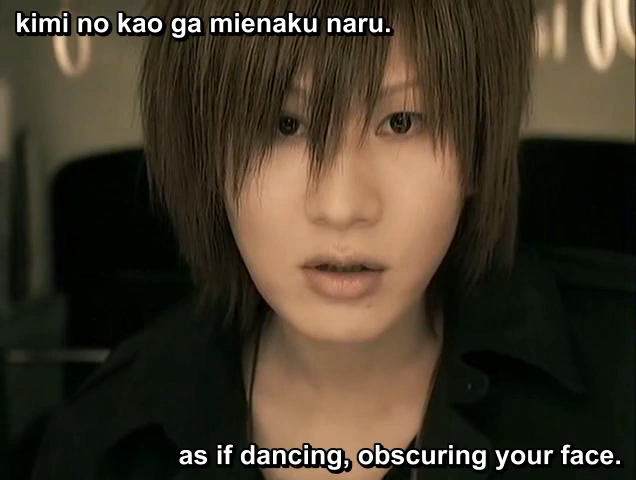 kimi no kao ga mienaku naru.
as if dancing, obscuring your face.